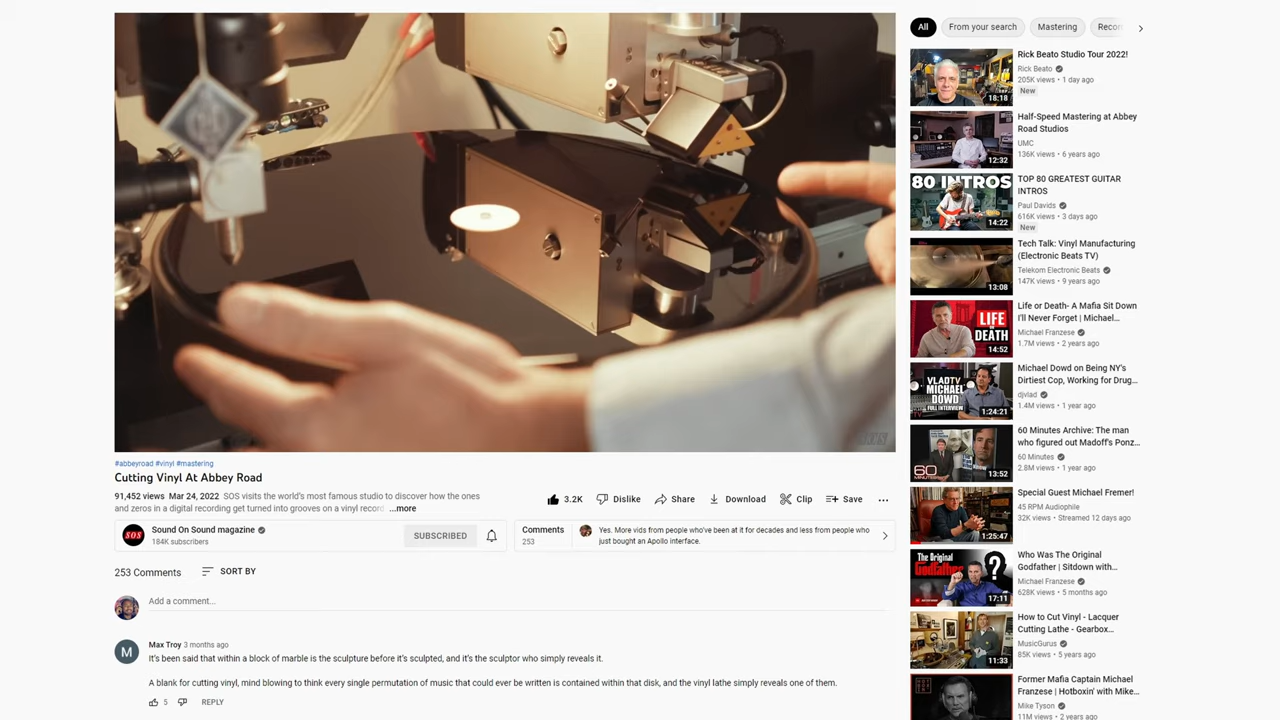 #abbeyroad #vinyl #mastering
Cutting Vinyl At Abbey Road
91,452 views Mar 24, 2022 SOS visits the world's most famous studio to discover how the ones
and zeros in a digital recording get turned into grooves on a vinyl record ...more
3.2K Dislike Share Download Clip Save
sos
Sound On Sound magazine
184K subscribers
SUBSCRIBED
Comments
253
Yes. More vids from people who've been at it for decades and less from people who
just bought an Apollo interface.
253 Comments SORT BY
Add a comment...
M
Max Troy 3 months ago
It's been said that within a block of marble is the sculpture before it's sculpted, and it's the sculptor who simply reveals it.
A blank for cutting vinyl, mind blowing to think every single permutation of music that could ever be written is contained within that disk, and the vinyl lathe simply reveals one of them.
5 REPLY
All From your search Mastering Recor
18:18
Rick Beato Studio Tour 2022!
Rick Beato
205K views • 1 day ago
New
12:32
Half-Speed Mastering at Abbey
Road Studios
UMC
136K views • 6 years ago
80 INTROS
14:22
TOP 80 GREATEST GUITAR
INTROS
Paul Davids
616K views • 3 days ago
New
13:08
Tech Talk: Vinyl Manufacturing
(Electronic Beats TV)
Telekom Electronic Beats
147K views • 9 years ago
LIFE
OR
DEATH
14:52
Life or Death- A Mafia Sit Down
I'll Never Forget | Michael...
Michael Franzese
1.7M views • 2 years ago
VLADTV
MICHAEL
DOWD
FULL INTERVIEW
1:24:21
Michael Dowd on Being NY's
Dirtiest Cop, Working for Drug...
djvlad
1.4M views • 1 year ago
60
13:52
60 Minutes Archive: The man
who figured out Madoff's Ponz...
60 Minutes
2.8M views • 1 year ago
1:25:47
Special Guest Michael Fremer!
45 RPM Audiophile
32K views • Streamed 12 days ago
The Original
Godfather
?
17:11
Who Was The Original
Godfather | Sitdown with...
Michael Franzese
628K views • 5 months ago
11:33
How to Cut Vinyl - Lacquer
Cutting Lathe - Gearbox...
MusicGurus
85K views • 5 years ago
Former Mafia Captain Michael
Franzese | Hotboxin' with Mike...
Mike Tyson
11M views • 2 years ago